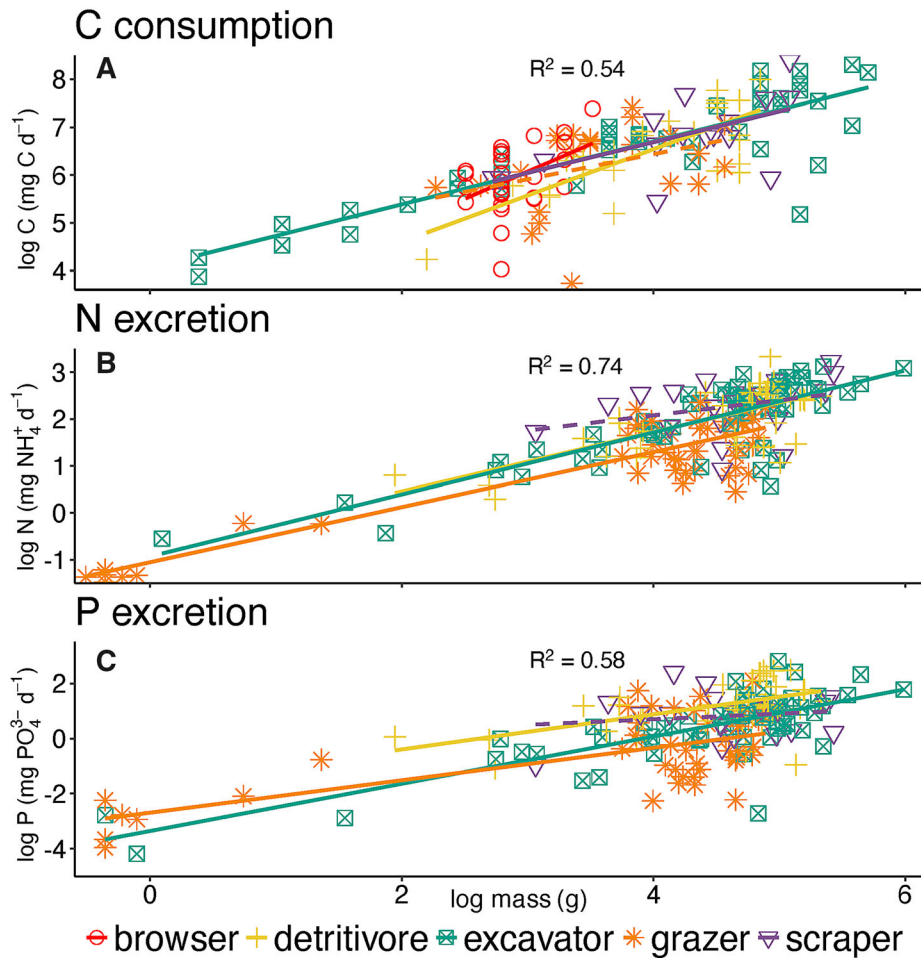 C consumption
A
R² = 0.54
8
7
6
5
4
log C (mg C d⁻¹)
N excretion
B
R² = 0.74
3
2
1
0
-1
log N (mg NH₄⁺ d⁻¹)
P excretion
C
R² = 0.58
2
0
-2
-4
log P (mg PO₄³⁻ d⁻¹)
0 2 4 6
log mass (g)
browser detritivore excavator grazer scraper